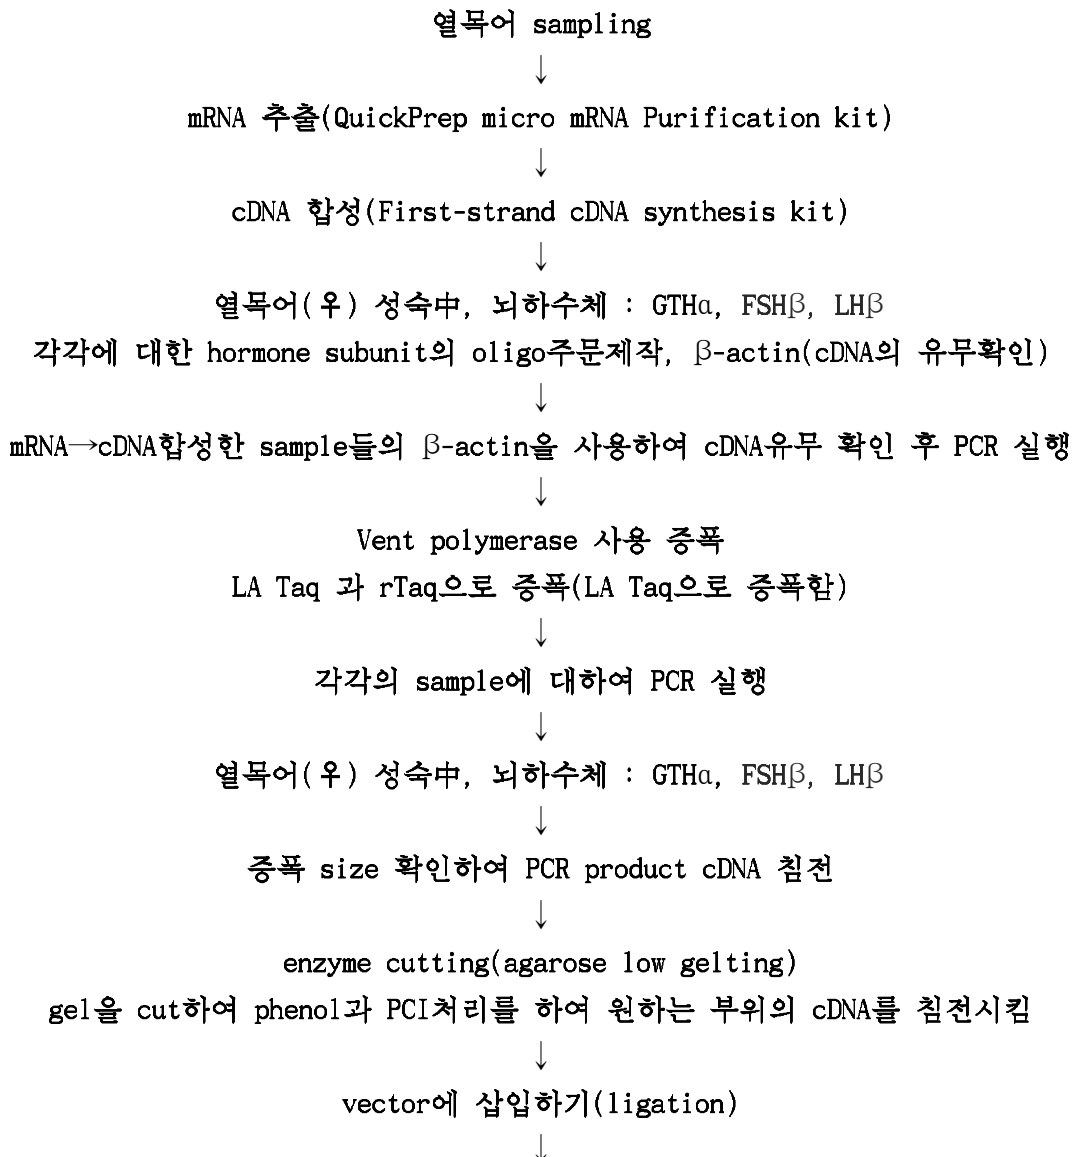 열목어 sampling
↓
mRNA 추출(QuickPrep micro mRNA Purification kit)
↓
cDNA 합성(First-strand cDNA synthesis kit)
↓
열목어(우) 성숙中, 뇌하수체 : GTHα, FSHβ, LHβ
각각에 대한 hormone subunit의 oligo주문제작, β-actin(cDNA의 유무확인)
↓
mRNA→cDNA합성한 sample들의 β-actin을 사용하여 cDNA유무 확인 후 PCR 실행
↓
Vent polymerase 사용 증폭
LA Taq 과 rTaq으로 증폭(LA Taq으로 증폭함)
↓
각각의 sample에 대하여 PCR 실행
↓
열목어(우) 성숙中, 뇌하수체 : GTHα, FSHβ, LHβ
↓
증폭 size 확인하여 PCR product cDNA 침전
↓
enzyme cutting(agarose low gelting)
gel을 cut하여 phenol과 PCI처리를 하여 원하는 부위의 cDNA를 침전시킴
↓
vector에 삽입하기(ligation)
↓